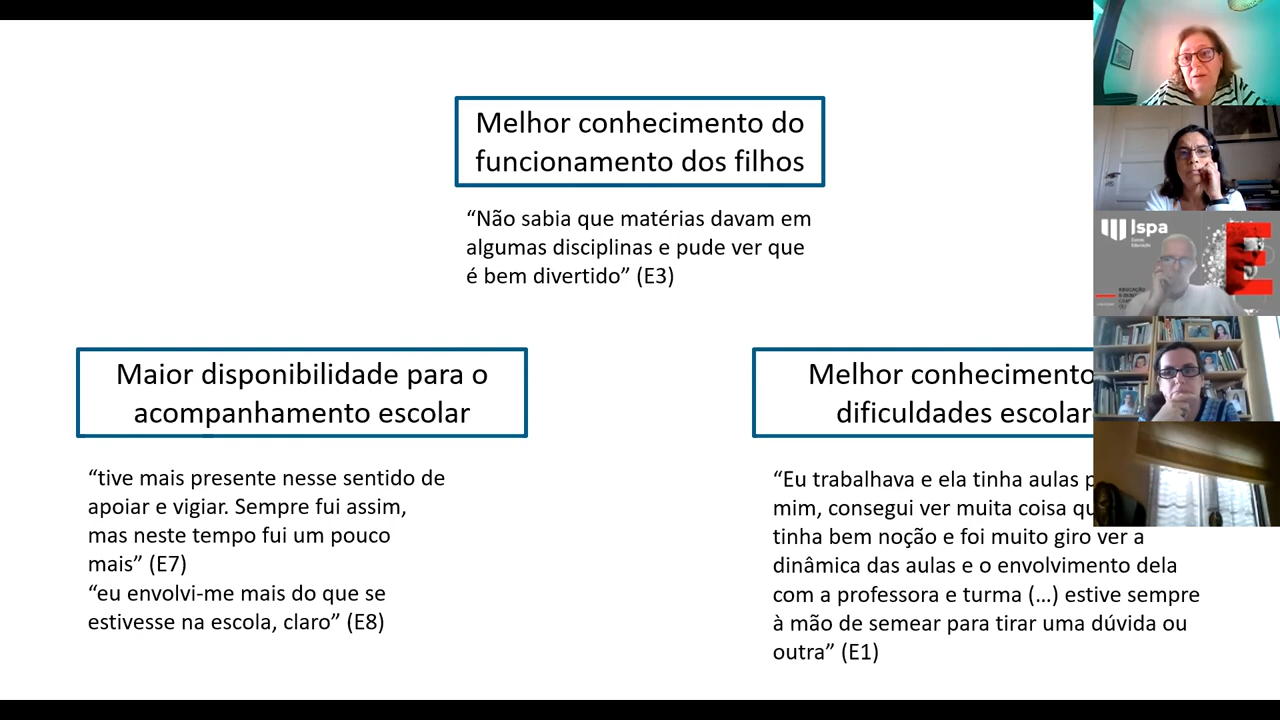 Melhor conhecimento do
funcionamento dos filhos
“Não sabia que matérias davam em
algumas disciplinas e pude ver que
é bem divertido” (E3)
Maior disponibilidade para o
acompanhamento escolar
“tive mais presente nesse sentido de
apoiar e vigiar. Sempre fui assim,
mas neste tempo fui um pouco
mais” (E7)
“eu envolvi-me mais do que se
estivesse na escola, claro” (E8)
Melhor conhecimento
dificuldades escolar
“Eu trabalhava e ela tinha aulas
mim, consegui ver muita coisa
tinha bem noção e foi muito giro ver a
dinâmica das aulas e o envolvimento dela
com a professora e turma (…) estive sempre
à mão de semear para tirar uma dúvida ou
outra” (E1)
Ispa
E